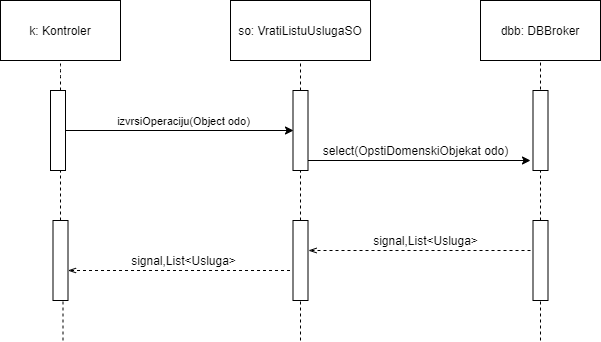 k: Kontroler
so: VratiListuUslugaSO
dbb: DBBroker
izvrsiOperaciju(Object odo)
select(OpstiDomenskiObjekat odo)
signal,List<Usluga>
signal,List<Usluga>